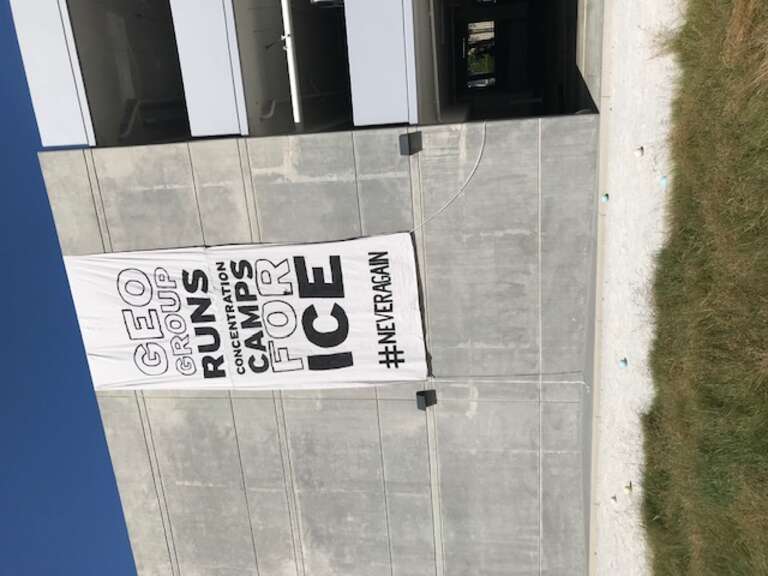 GEO
GROUP
RUNS
CONCENTRATION
CAMPS
FOR
ICE
#NEVERAGAIN